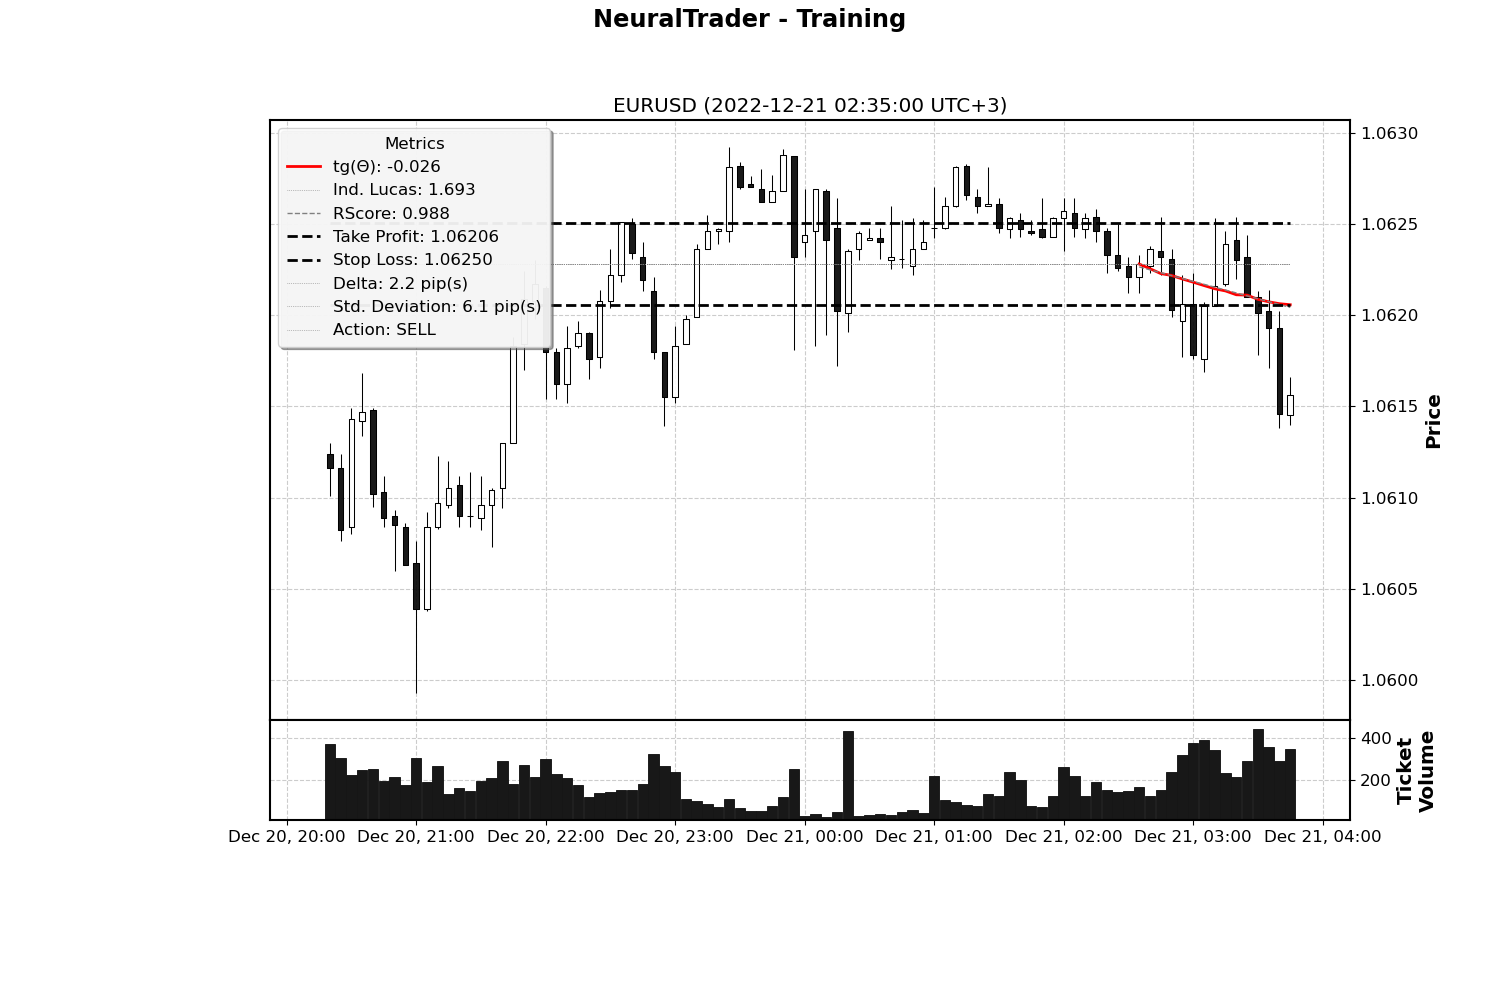 NeuralTrader - Training
EURUSD (2022-12-21 02:35:00 UTC+3)
Metrics
tg(Θ): -0.026
Ind. Lucas: 1.693
RScore: 0.988
Take Profit: 1.06206
Stop Loss: 1.06250
Delta: 2.2 pip(s)
Std. Deviation: 6.1 pip(s)
Action: SELL
1.0630
1.0625
1.0620
1.0615
1.0610
1.0605
1.0600
Price
400
200
Ticket
Volume
Dec 20, 20:00 Dec 20, 21:00 Dec 20, 22:00 Dec 20, 23:00 Dec 21, 00:00 Dec 21, 01:00 Dec 21, 02:00 Dec 21, 03:00 Dec 21, 04:00